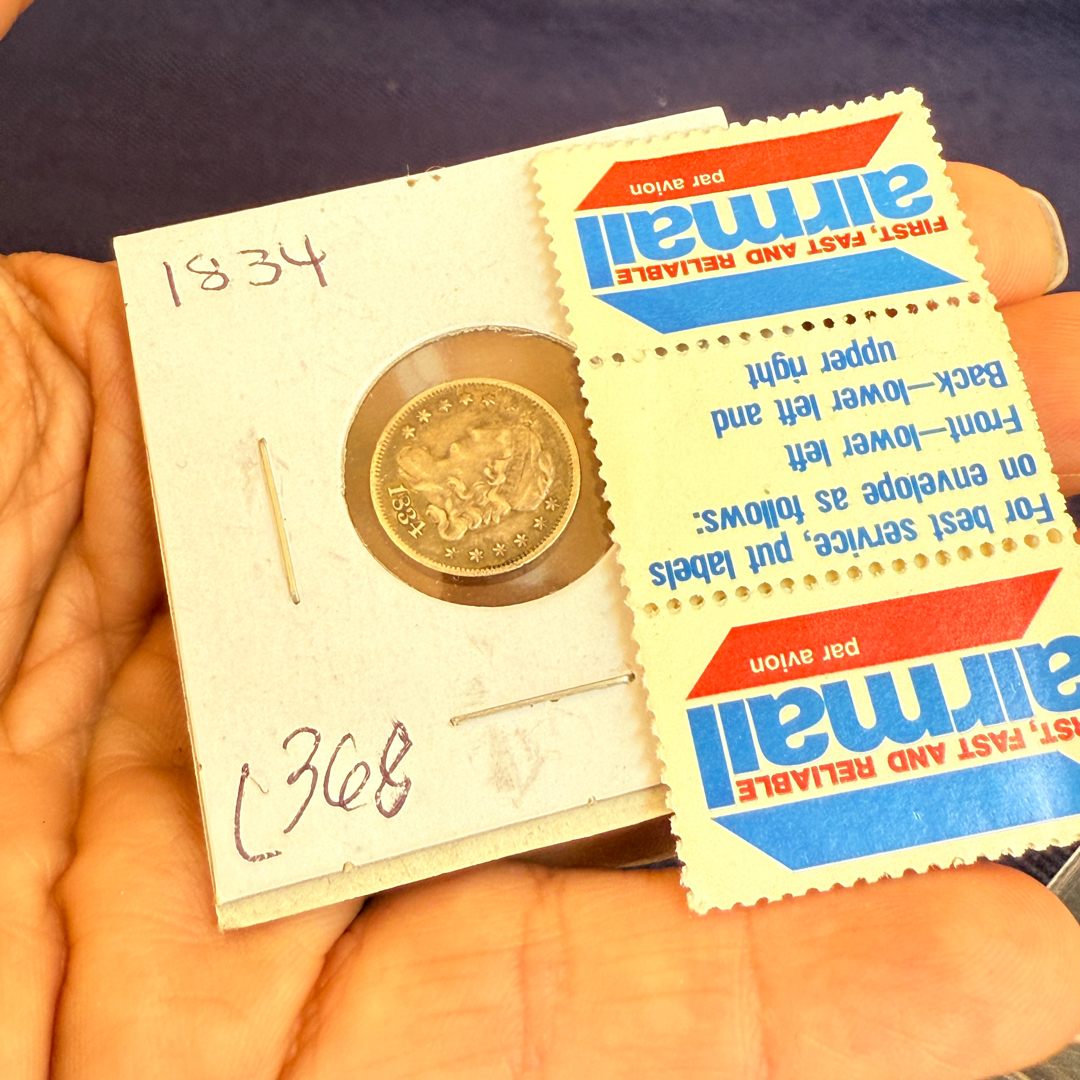 1834
1834
L368
par avion
airmail
FIRST, FAST AND RELIABLE
For best service, put labels
on envelope as follows:
Front—lower left
Back—lower left and
upper right
par avion
airmail
FIRST, FAST AND RELIABLE